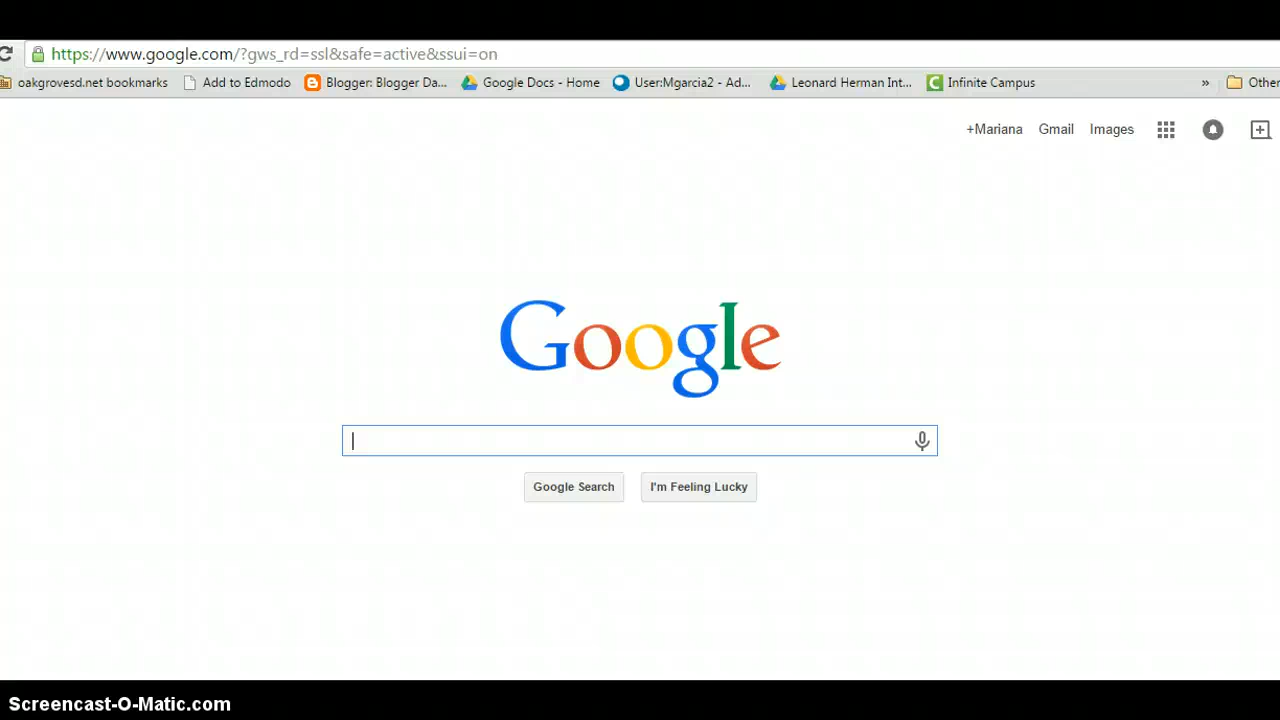 https://www.google.com/?gws_rd=ssl&safe=active&ssui=on
oakgrovesd.net bookmarks Add to Edmodo Blogger: Blogger Da... Google Docs - Home User:Mgarcia2 - Ad... Leonard Herman Int... Infinite Campus » Other
+Mariana Gmail Images
Google
Google Search I'm Feeling Lucky
Screencast-O-Matic.com